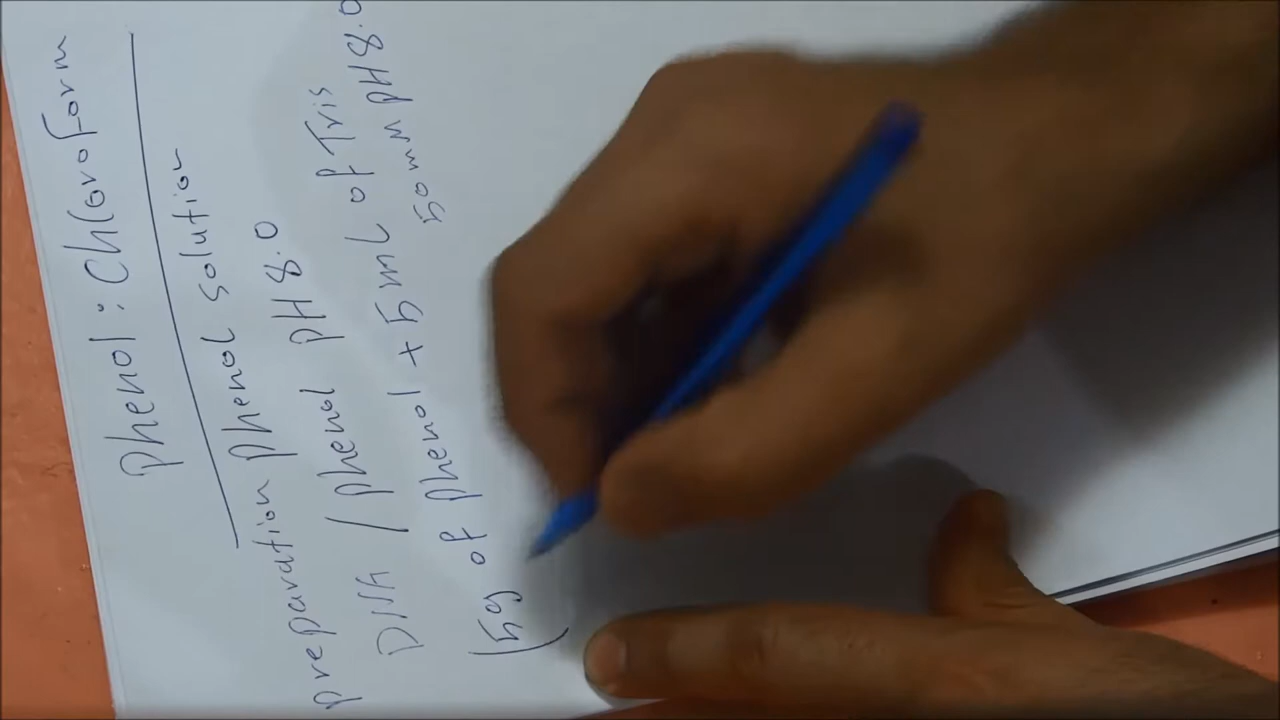 Phenol : Chloroform
preparation phenol solution
DNA / Phenol pH 8.0
(5g of phenol + 5mL of Tris
50mM pH 8.0